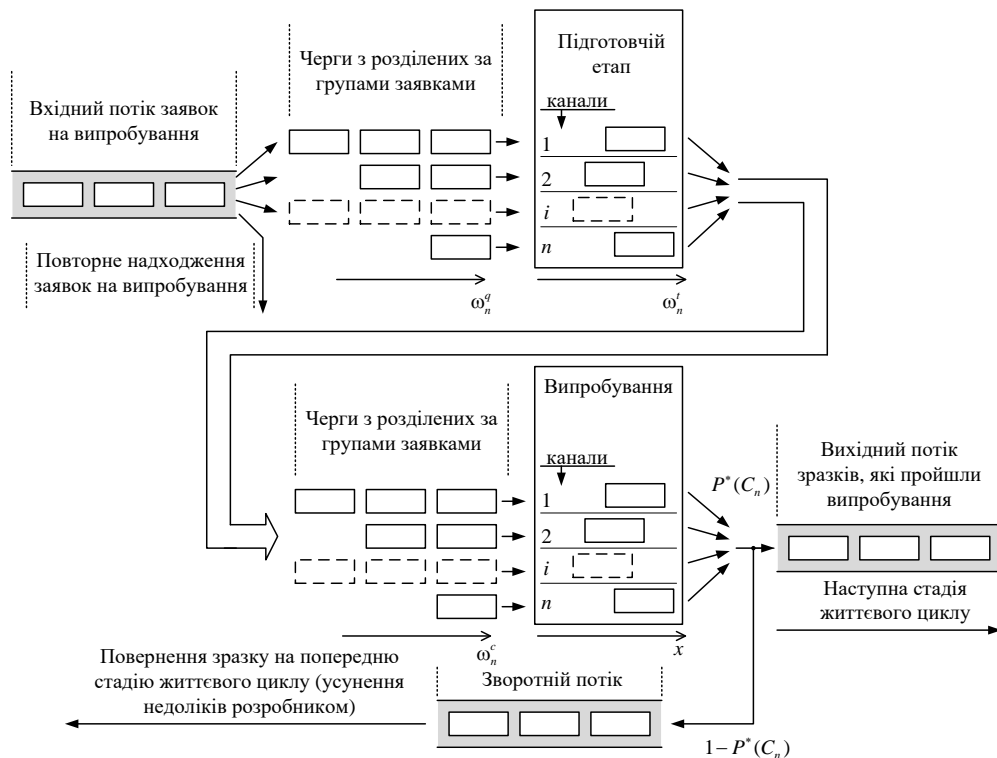 Вхідний потік заявок
на випробування
Черги з розділених за
групами заявками
Підготовчій
етап
канали
1
2
i
n
Повторне надходження
заявок на випробування
ω_n^q
ω_n^t
Черги з розділених за
групами заявками
Випробування
канали
1
2
i
n
P^*(C_n)
Вихідний потік
зразків, які пройшли
випробування
Наступна стадія
життєвого циклу
ω_n^c
x
Повернення зразку на попередню
стадію життєвого циклу (усунення
недоліків розробником)
Зворотній потік
1 − P^*(C_n)